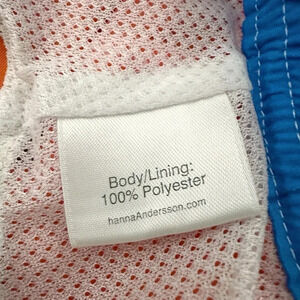 Body/Lining:
100% Polyester
hannaAndersson.com